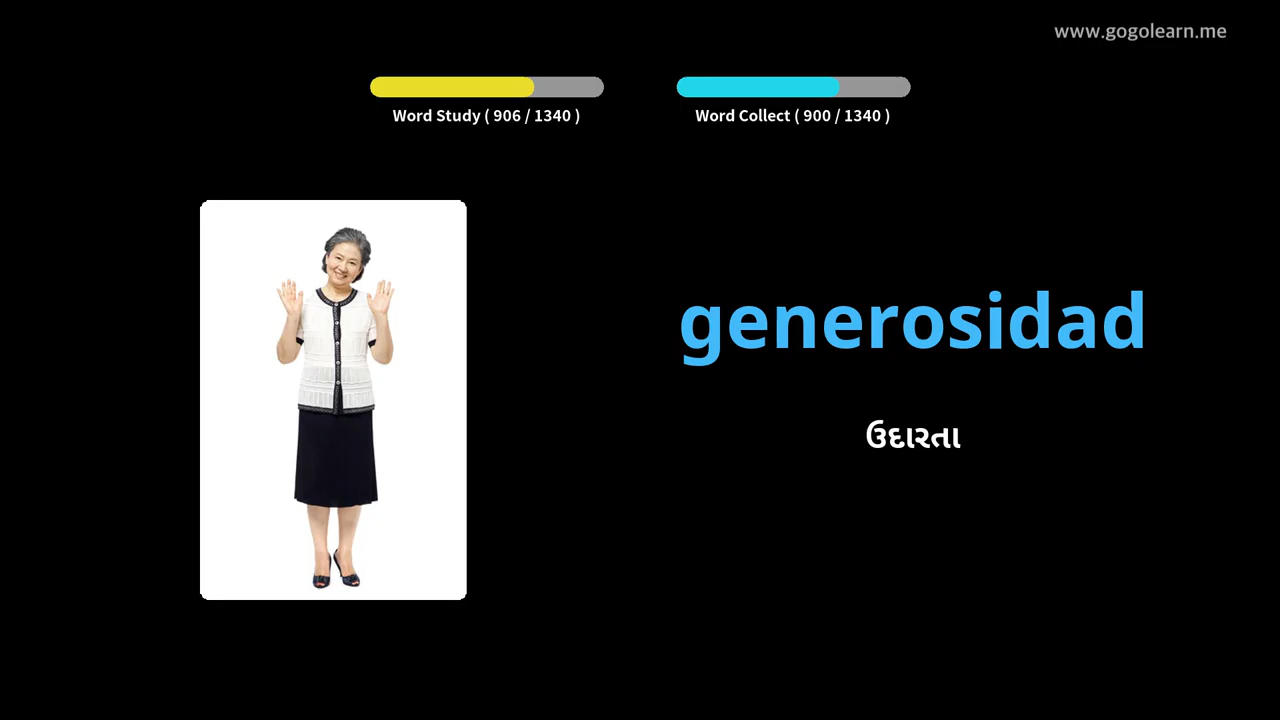 www.gogolearn.me
Word Study ( 906 / 1340 )
Word Collect ( 900 / 1340 )
generosidad
ઉદારતા